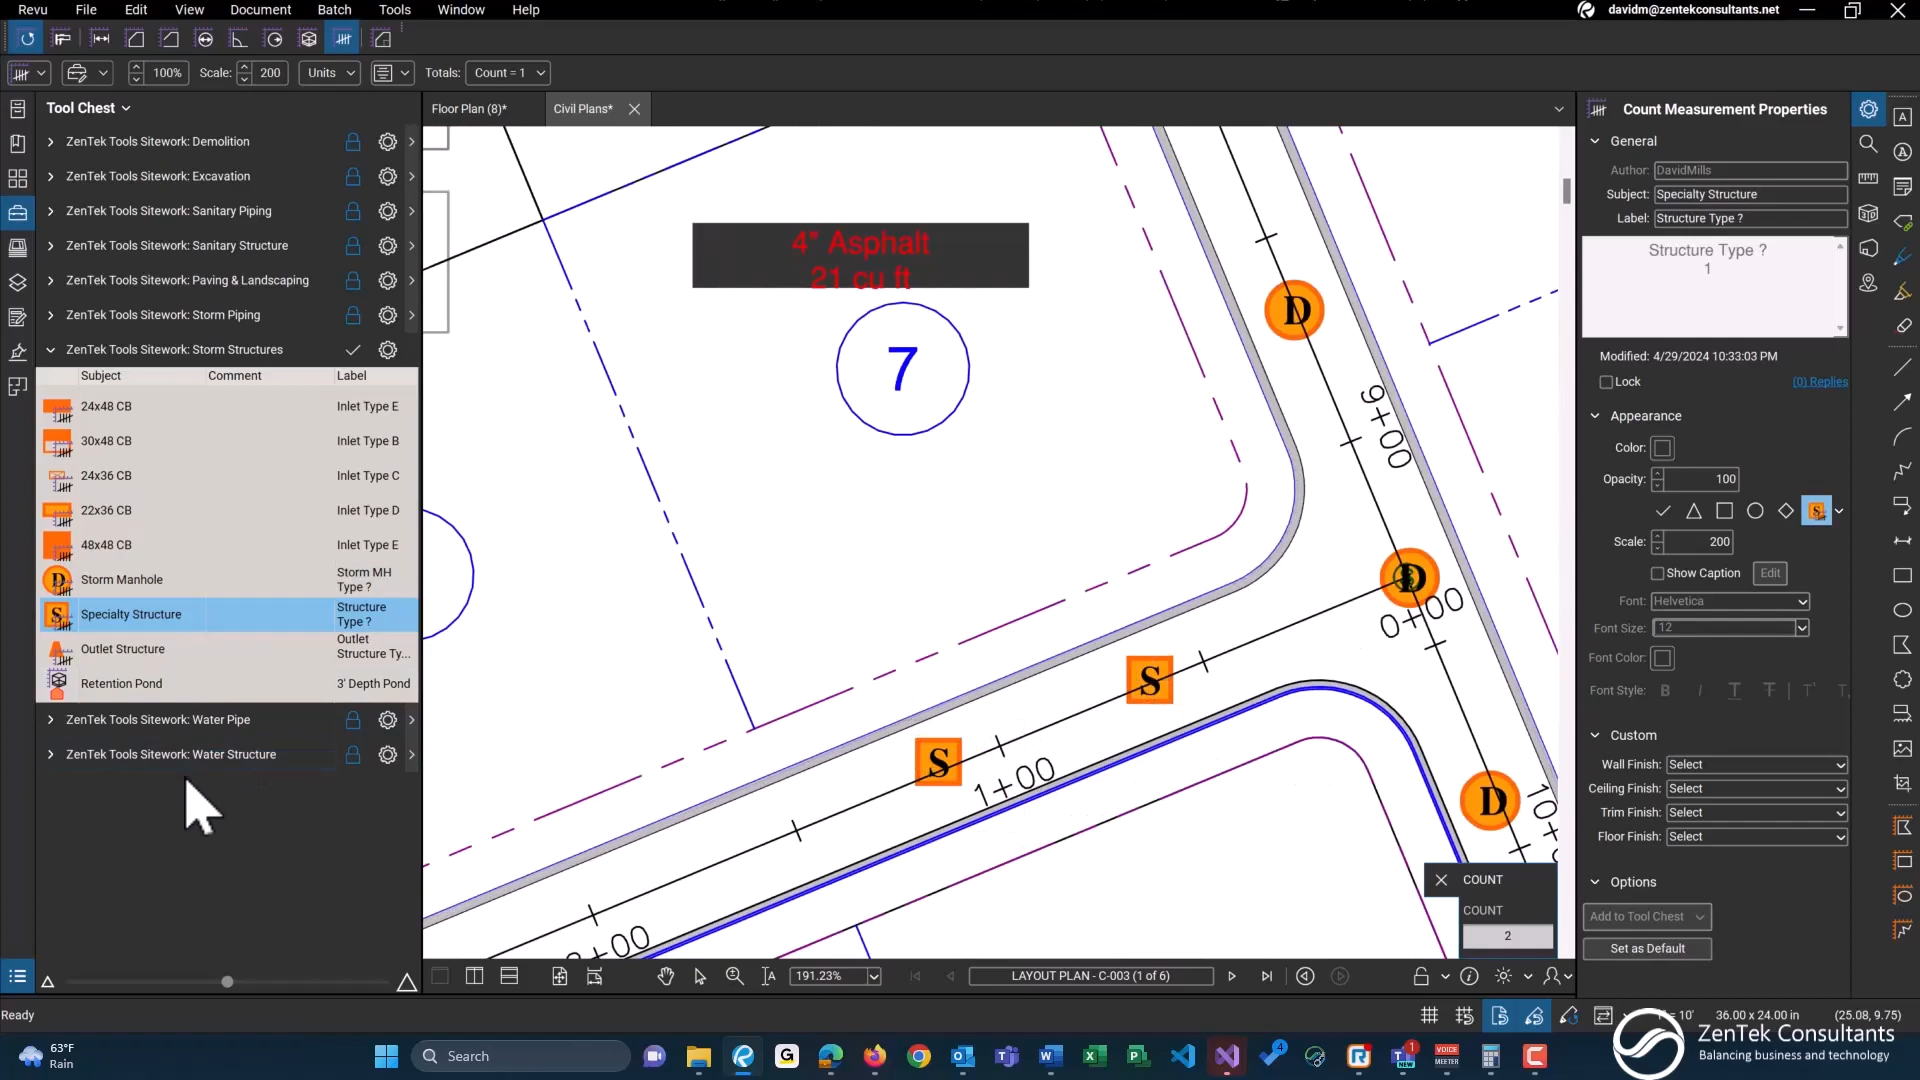 Revu File Edit View Document Batch Tools Window Help davidm@zentekconsultants.net
100% Scale: 200 Units Totals: Count = 1
Tool Chest
ZenTek Tools Sitework: Demolition
ZenTek Tools Sitework: Excavation
ZenTek Tools Sitework: Sanitary Piping
ZenTek Tools Sitework: Sanitary Structure
ZenTek Tools Sitework: Paving & Landscaping
ZenTek Tools Sitework: Storm Piping
ZenTek Tools Sitework: Storm Structures
Subject Comment Label
24x48 CB Inlet Type E
30x48 CB Inlet Type B
24x36 CB Inlet Type C
22x36 CB Inlet Type D
48x48 CB Inlet Type E
D Storm Manhole Storm MH
Type ?
S Specialty Structure Structure
Type ?
Outlet Structure Outlet
Structure Ty...
Retention Pond 3' Depth Pond
ZenTek Tools Sitework: Water Pipe
ZenTek Tools Sitework: Water Structure
Floor Plan (8)* Civil Plans*
4" Asphalt
21 cu ft
7
D
9+00
D
0+00
S
S
1+00
D
COUNT
COUNT
2
191.23% LAYOUT PLAN - C-003 (1 of 6)
Count Measurement Properties
General
Author: DavidMills
Subject: Specialty Structure
Label: Structure Type ?
Structure Type ?
1
Modified: 4/29/2024 10:33:03 PM
Lock (0) Replies
Appearance
Color:
Opacity: 100
S
Scale: 200
Show Caption Edit
Font: Helvetica
Font Size: 12
Font Color:
Font Style: B I T T T
Custom
Wall Finish: Select
Ceiling Finish: Select
Trim Finish: Select
Floor Finish: Select
Options
Add to Tool Chest
Set as Default
Ready 36.00 x 24.00 in (25.08, 9.75)
63°F
Rain
Search
ZenTek Consultants
Balancing business and technology